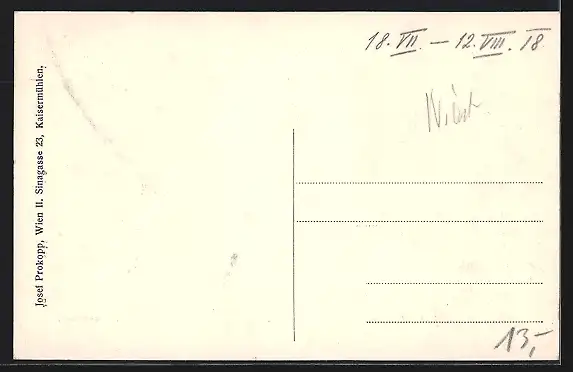 18. VII. — 12. VIII. 18.
Josef Prokopp, Wien II. Sinagasse 23, Kaisermühlen,
13,-